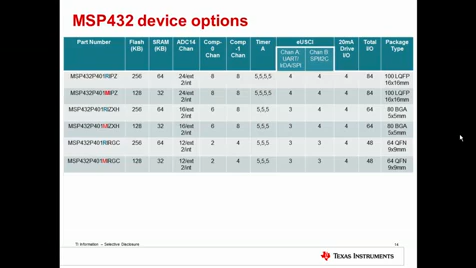 MSP432 device options
Part Number Flash (KB) SRAM (KB) ADC14 Chan Comp-0 Chan Comp-1 Chan Timer A eUSCI 20mA Drive I/O Total I/O Package Type
Chan A: UART/IrDA/SPI Chan B: SPI/I2C
MSP432P401RIPZ 256 64 24/ext 2/int 8 8 5,5,5,5 4 4 4 84 100 LQFP 16x16mm
MSP432P401MIPZ 128 32 24/ext 2/int 8 8 5,5,5,5 4 4 4 84 100 LQFP 16x16mm
MSP432P401RIZXH 256 64 16/ext 2/int 6 8 5,5,5 3 4 4 64 80 BGA 5x5mm
MSP432P401MIZXH 128 32 16/ext 2/int 6 8 5,5,5 3 4 4 64 80 BGA 5x5mm
MSP432P401RIRGC 256 64 12/ext 2/int 2 4 5,5,5 3 3 4 48 64 QFN 9x9mm
MSP432P401MIRGC 128 32 12/ext 2/int 2 4 5,5,5 3 3 4 48 64 QFN 9x9mm
TI Information – Selective Disclosure
14
TEXAS INSTRUMENTS